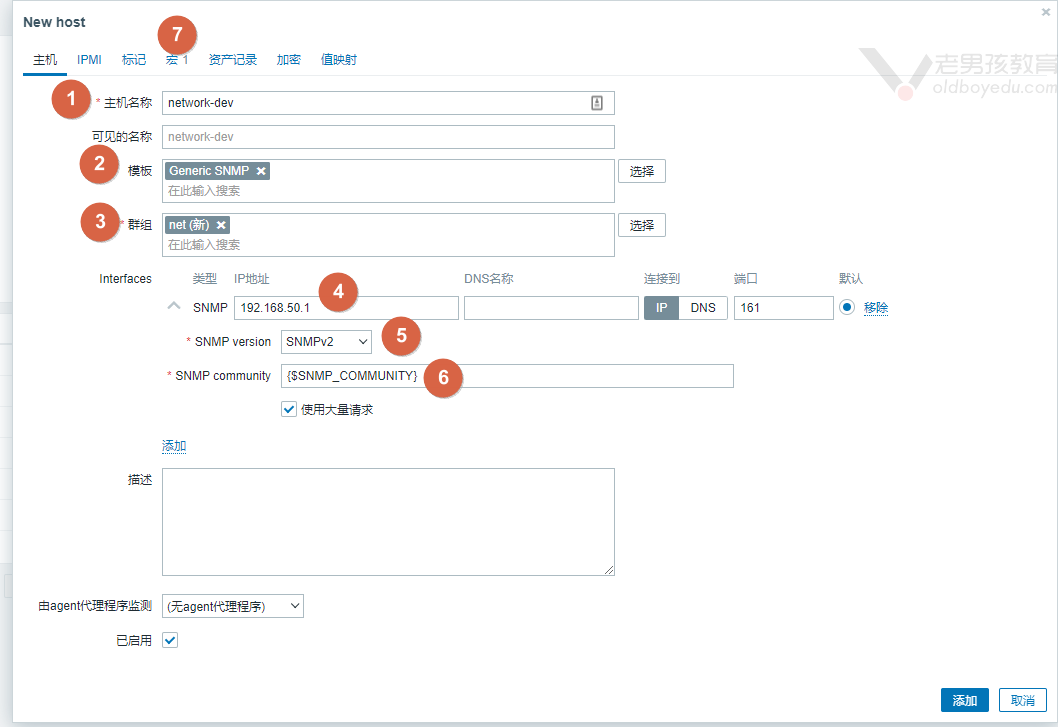 New host
×
7
主机 IPMI 标记 宏 1 资产记录 加密 值映射
老男孩教育
oldboyedu.com
1 * 主机名称 network-dev
可见的名称 network-dev
2 模板 Generic SNMP × 选择
在此输入搜索
3 * 群组 net (新) × 选择
在此输入搜索
Interfaces 类型 IP地址 DNS名称 连接到 端口 默认
4
SNMP 192.168.50.1 IP DNS 161 移除
* SNMP version SNMPv2 5
* SNMP community {$SNMP_COMMUNITY} 6
使用大量请求
添加
描述
由agent代理程序监测 (无agent代理程序)
已启用
添加 取消